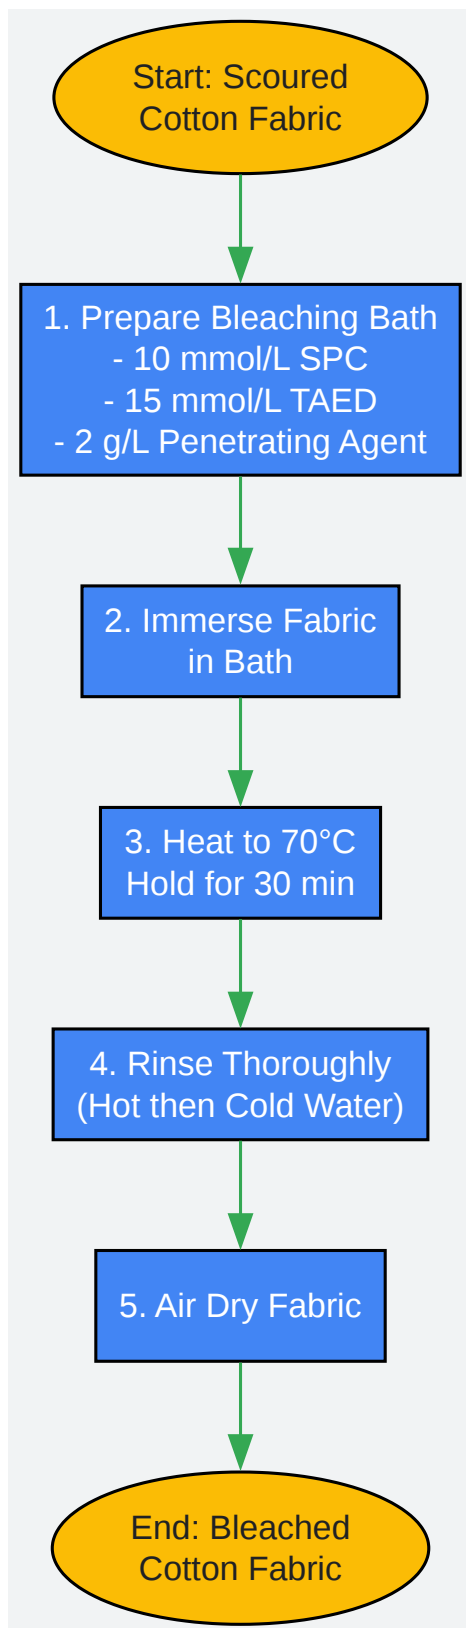 Start: Scoured
Cotton Fabric
1. Prepare Bleaching Bath
- 10 mmol/L SPC
- 15 mmol/L TAED
- 2 g/L Penetrating Agent
2. Immerse Fabric
in Bath
3. Heat to 70°C
Hold for 30 min
4. Rinse Thoroughly
(Hot then Cold Water)
5. Air Dry Fabric
End: Bleached
Cotton Fabric